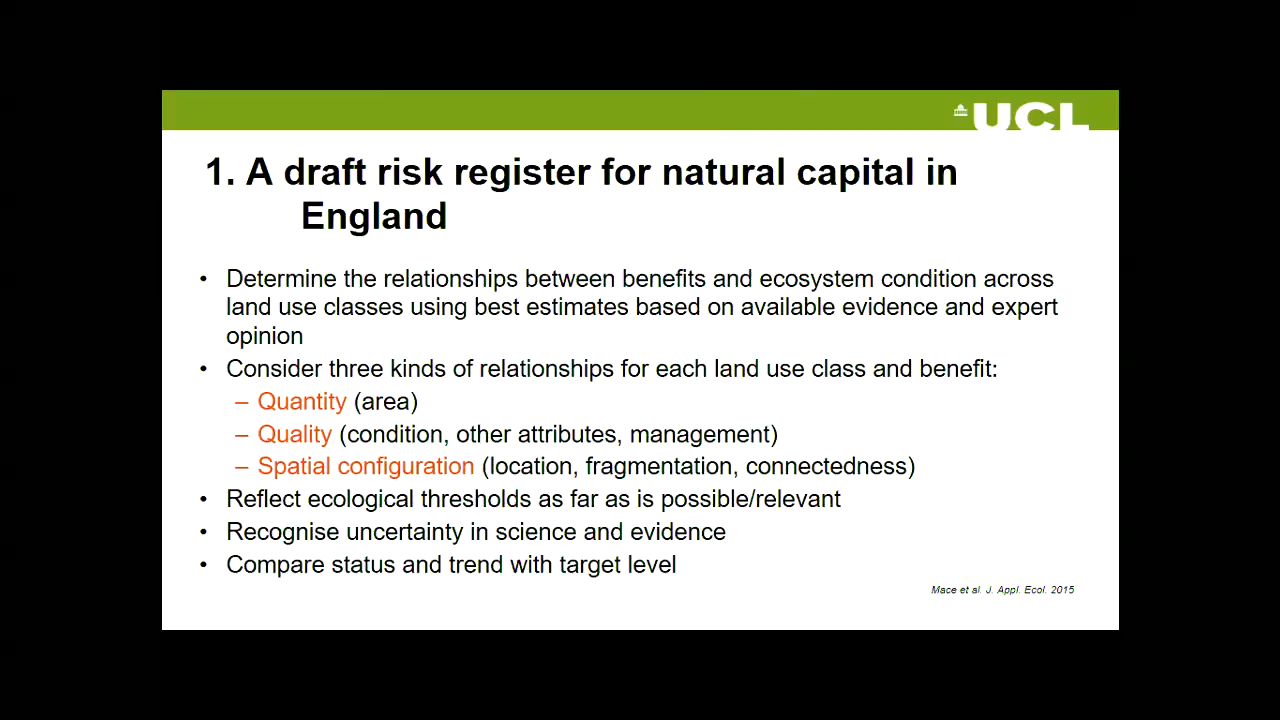 UCL
1. A draft risk register for natural capital in
England
• Determine the relationships between benefits and ecosystem condition across
land use classes using best estimates based on available evidence and expert
opinion
• Consider three kinds of relationships for each land use class and benefit:
– Quantity (area)
– Quality (condition, other attributes, management)
– Spatial configuration (location, fragmentation, connectedness)
• Reflect ecological thresholds as far as is possible/relevant
• Recognise uncertainty in science and evidence
• Compare status and trend with target level
Mace et al. J. Appl. Ecol. 2015